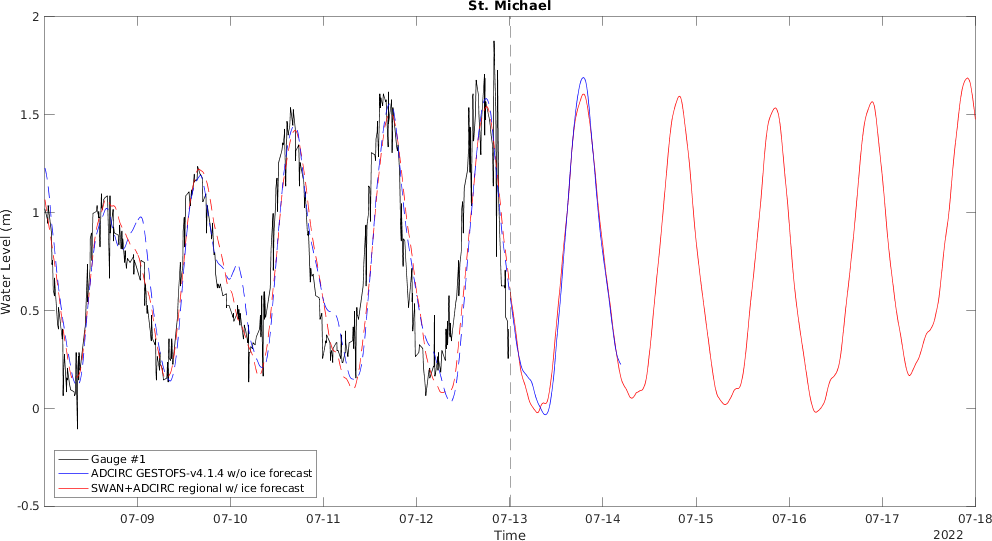 St. Michael
2
1.5
1
0.5
0
-0.5
Water Level (m)
Gauge #1
ADCIRC GESTOFS-v4.1.4 w/o ice forecast
SWAN+ADCIRC regional w/ ice forecast
07-09 07-10 07-11 07-12 07-13 07-14 07-15 07-16 07-17 07-18
Time
2022